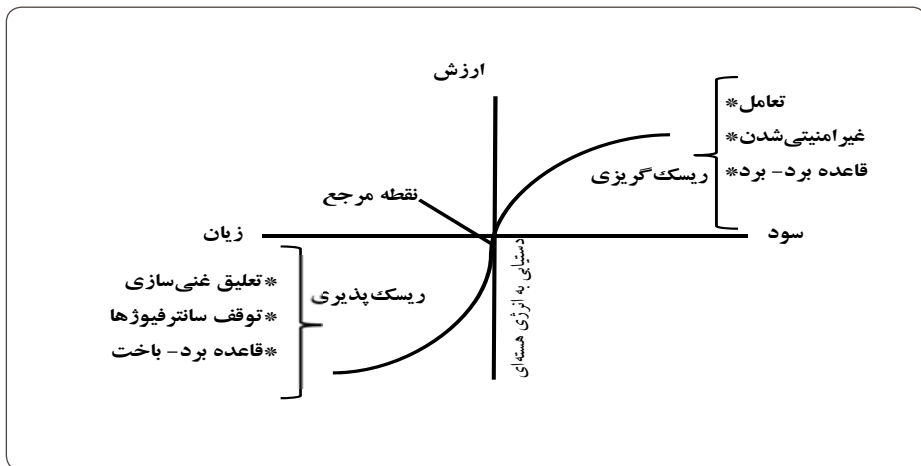 ارزش
*تعامل
*غیرامنیتی‌شدن
*قاعده برد- برد
ریسک‌گریزی
نقطه مرجع
سود
زیان
دستیابی به انرژی هسته‌ای
ریسک‌پذیری
*تعلیق غنی‌سازی
*توقف سانترفیوژها
*قاعده برد- باخت